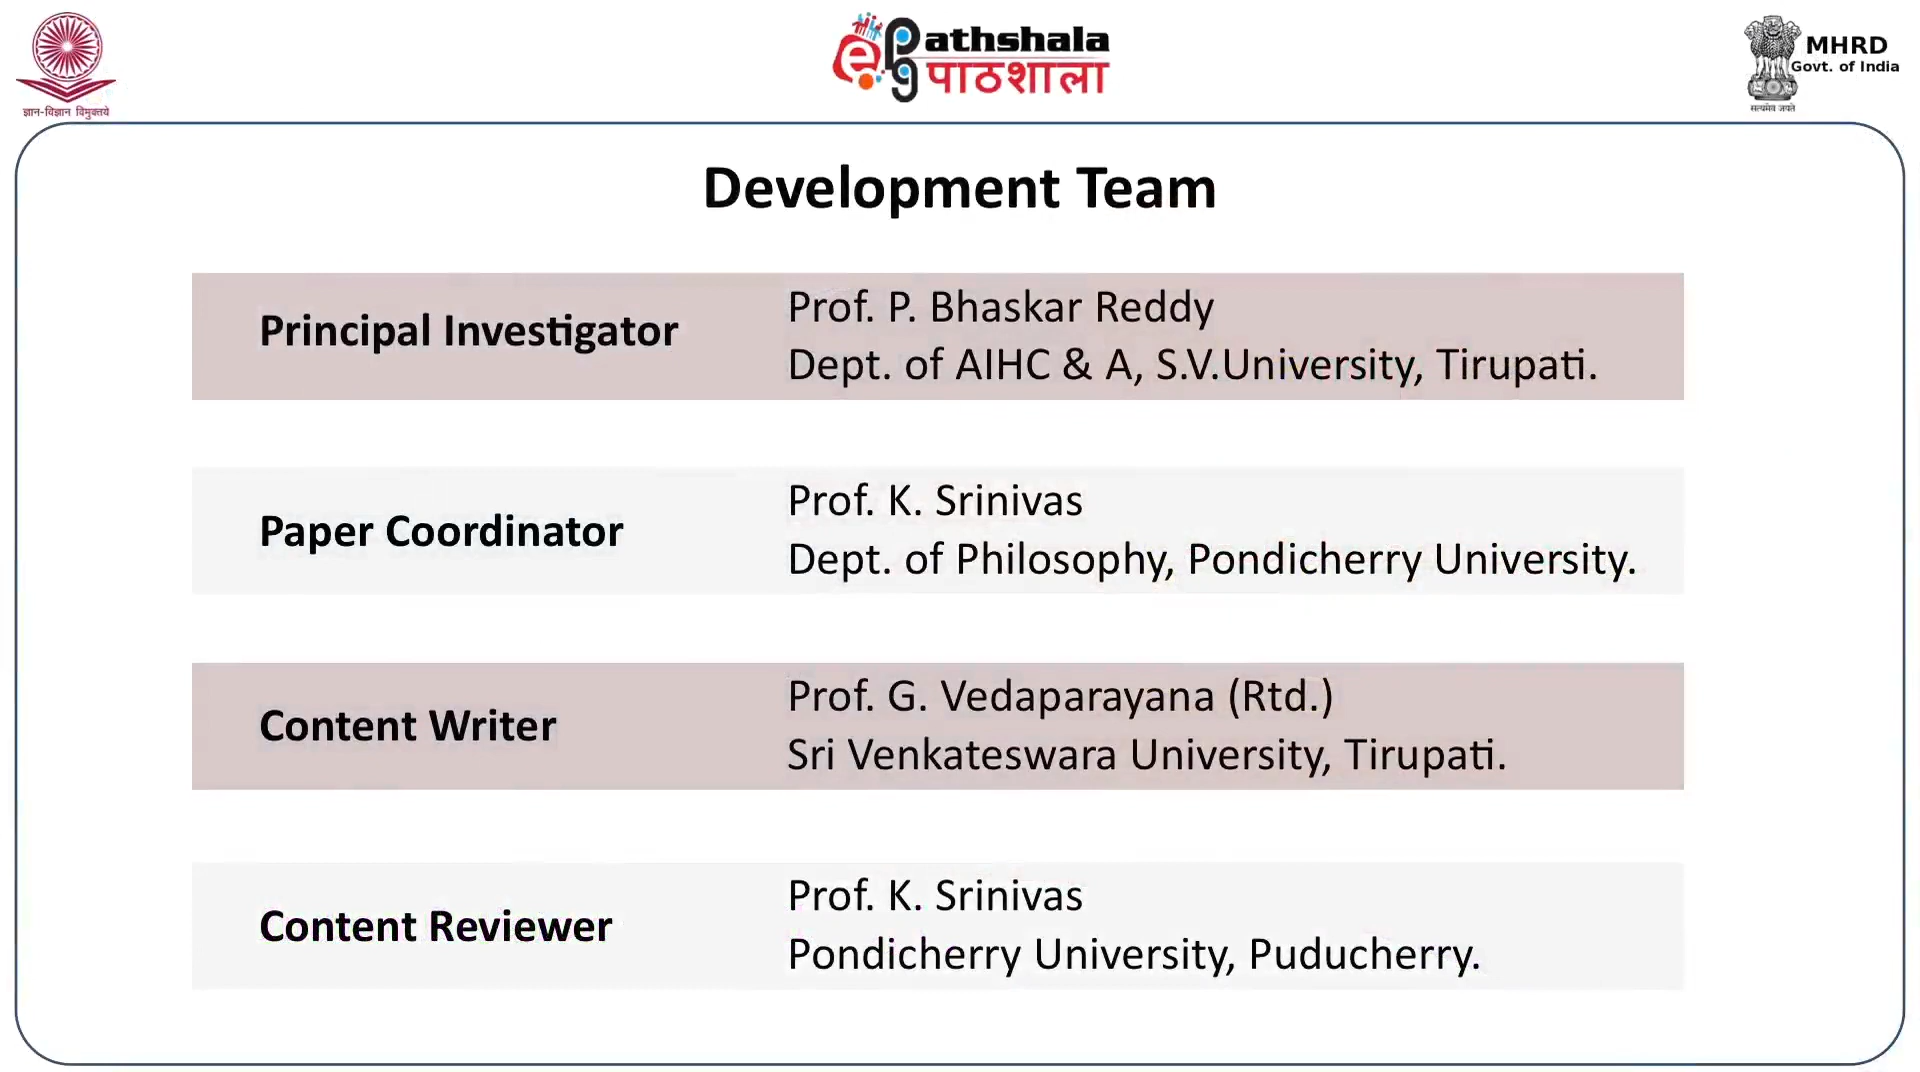 ज्ञान-विज्ञान विमुक्तये
ePG Pathshala
पाठशाला
MHRD
Govt. of India
सत्यमेव जयते
Development Team
Principal Investigator
Prof. P. Bhaskar Reddy
Dept. of AIHC & A, S.V.University, Tirupati.
Paper Coordinator
Prof. K. Srinivas
Dept. of Philosophy, Pondicherry University.
Content Writer
Prof. G. Vedaparayana (Rtd.)
Sri Venkateswara University, Tirupati.
Content Reviewer
Prof. K. Srinivas
Pondicherry University, Puducherry.